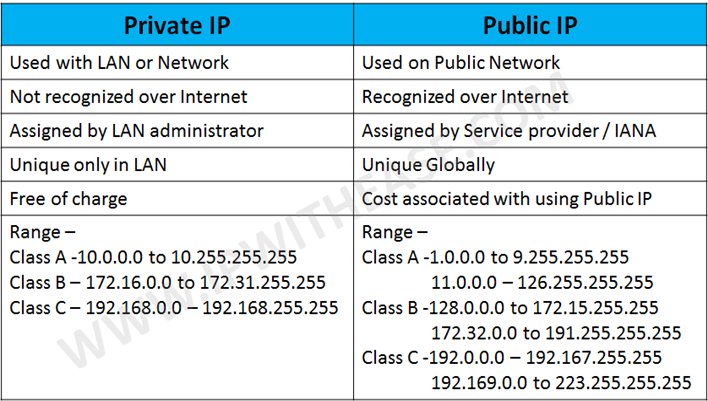 Private IP
Public IP
Used with LAN or Network
Used on Public Network
Not recognized over Internet
Recognized over Internet
Assigned by LAN administrator
Assigned by Service provider / IANA
Unique only in LAN
Unique Globally
Free of charge
Cost associated with using Public IP
Range –
Class A -10.0.0.0 to 10.255.255.255
Class B – 172.16.0.0 to 172.31.255.255
Class C – 192.168.0.0 – 192.168.255.255
Range –
Class A -1.0.0.0 to 9.255.255.255
11.0.0.0 – 126.255.255.255
Class B -128.0.0.0 to 172.15.255.255
172.32.0.0 to 191.255.255.255
Class C -192.0.0.0 – 192.167.255.255
192.169.0.0 to 223.255.255.255
WWW.IPWITHEASE.COM